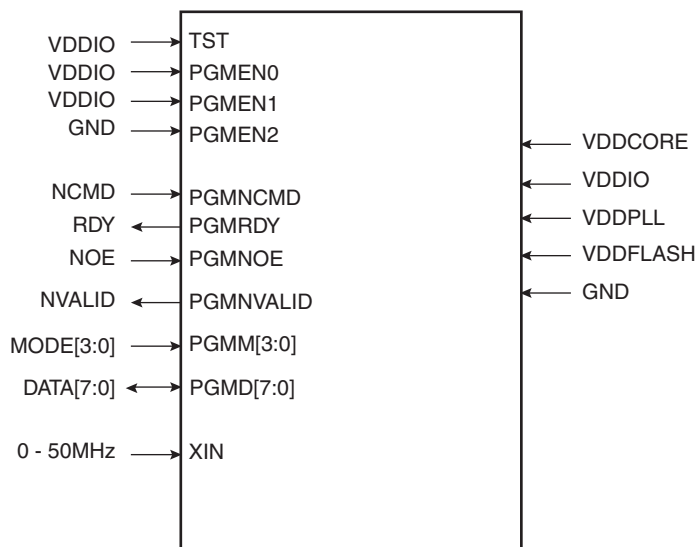 VDDIO TST
VDDIO PGMEN0
VDDIO PGMEN1
GND PGMEN2
VDDCORE
VDDIO
NCMD PGMNCMD
RDY PGMRDY
VDDPLL
NOE PGMNOE
VDDFLASH
NVALID PGMNVALID
GND
MODE[3:0] PGMM[3:0]
DATA[7:0] PGMD[7:0]
0 - 50MHz XIN